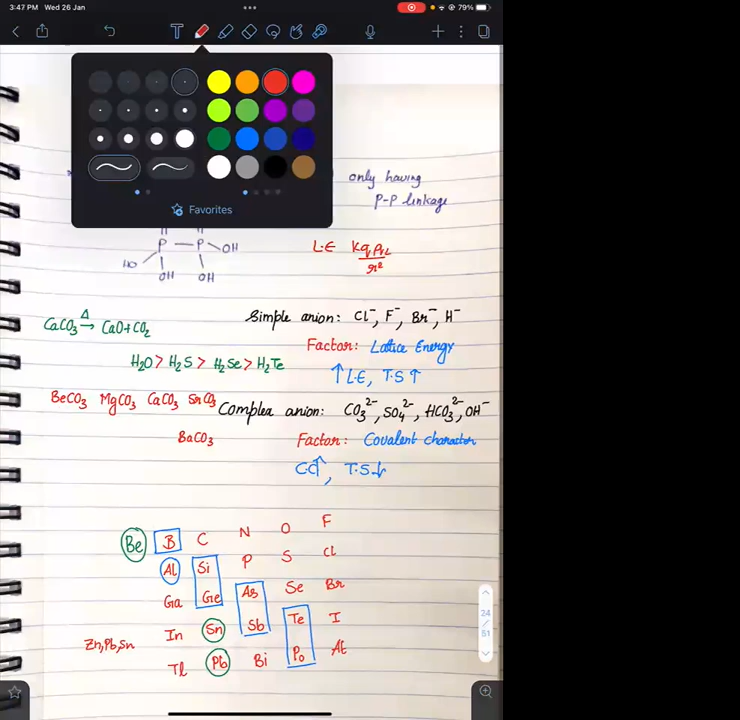 3:47 PM Wed 26 Jan
79%
only having
P-P linkage
P — P
OH
HO
OH OH
L.E Kq₁q₂/r²
CaCO₃ →Δ CaO+CO₂
Simple anion: Cl⁻, F⁻, Br⁻, H⁻
Factor: Lattice Energy
H₂O > H₂S > H₂Se > H₂Te
↑ L.E, T.S ↑
BeCO₃ MgCO₃ CaCO₃ SrCO₃
Complex anion: CO₃²⁻, SO₄²⁻, HCO₃²⁻, OH⁻
BaCO₃
Factor: Covalent character
CC↑, T.S↓
Be B C N O F
Al Si P S Cl
Ga Ge As Se Br
In Sn Sb Te I
Zn,Pb,Sn
Tl Pb Bi Po At
Favorites
24
/
51